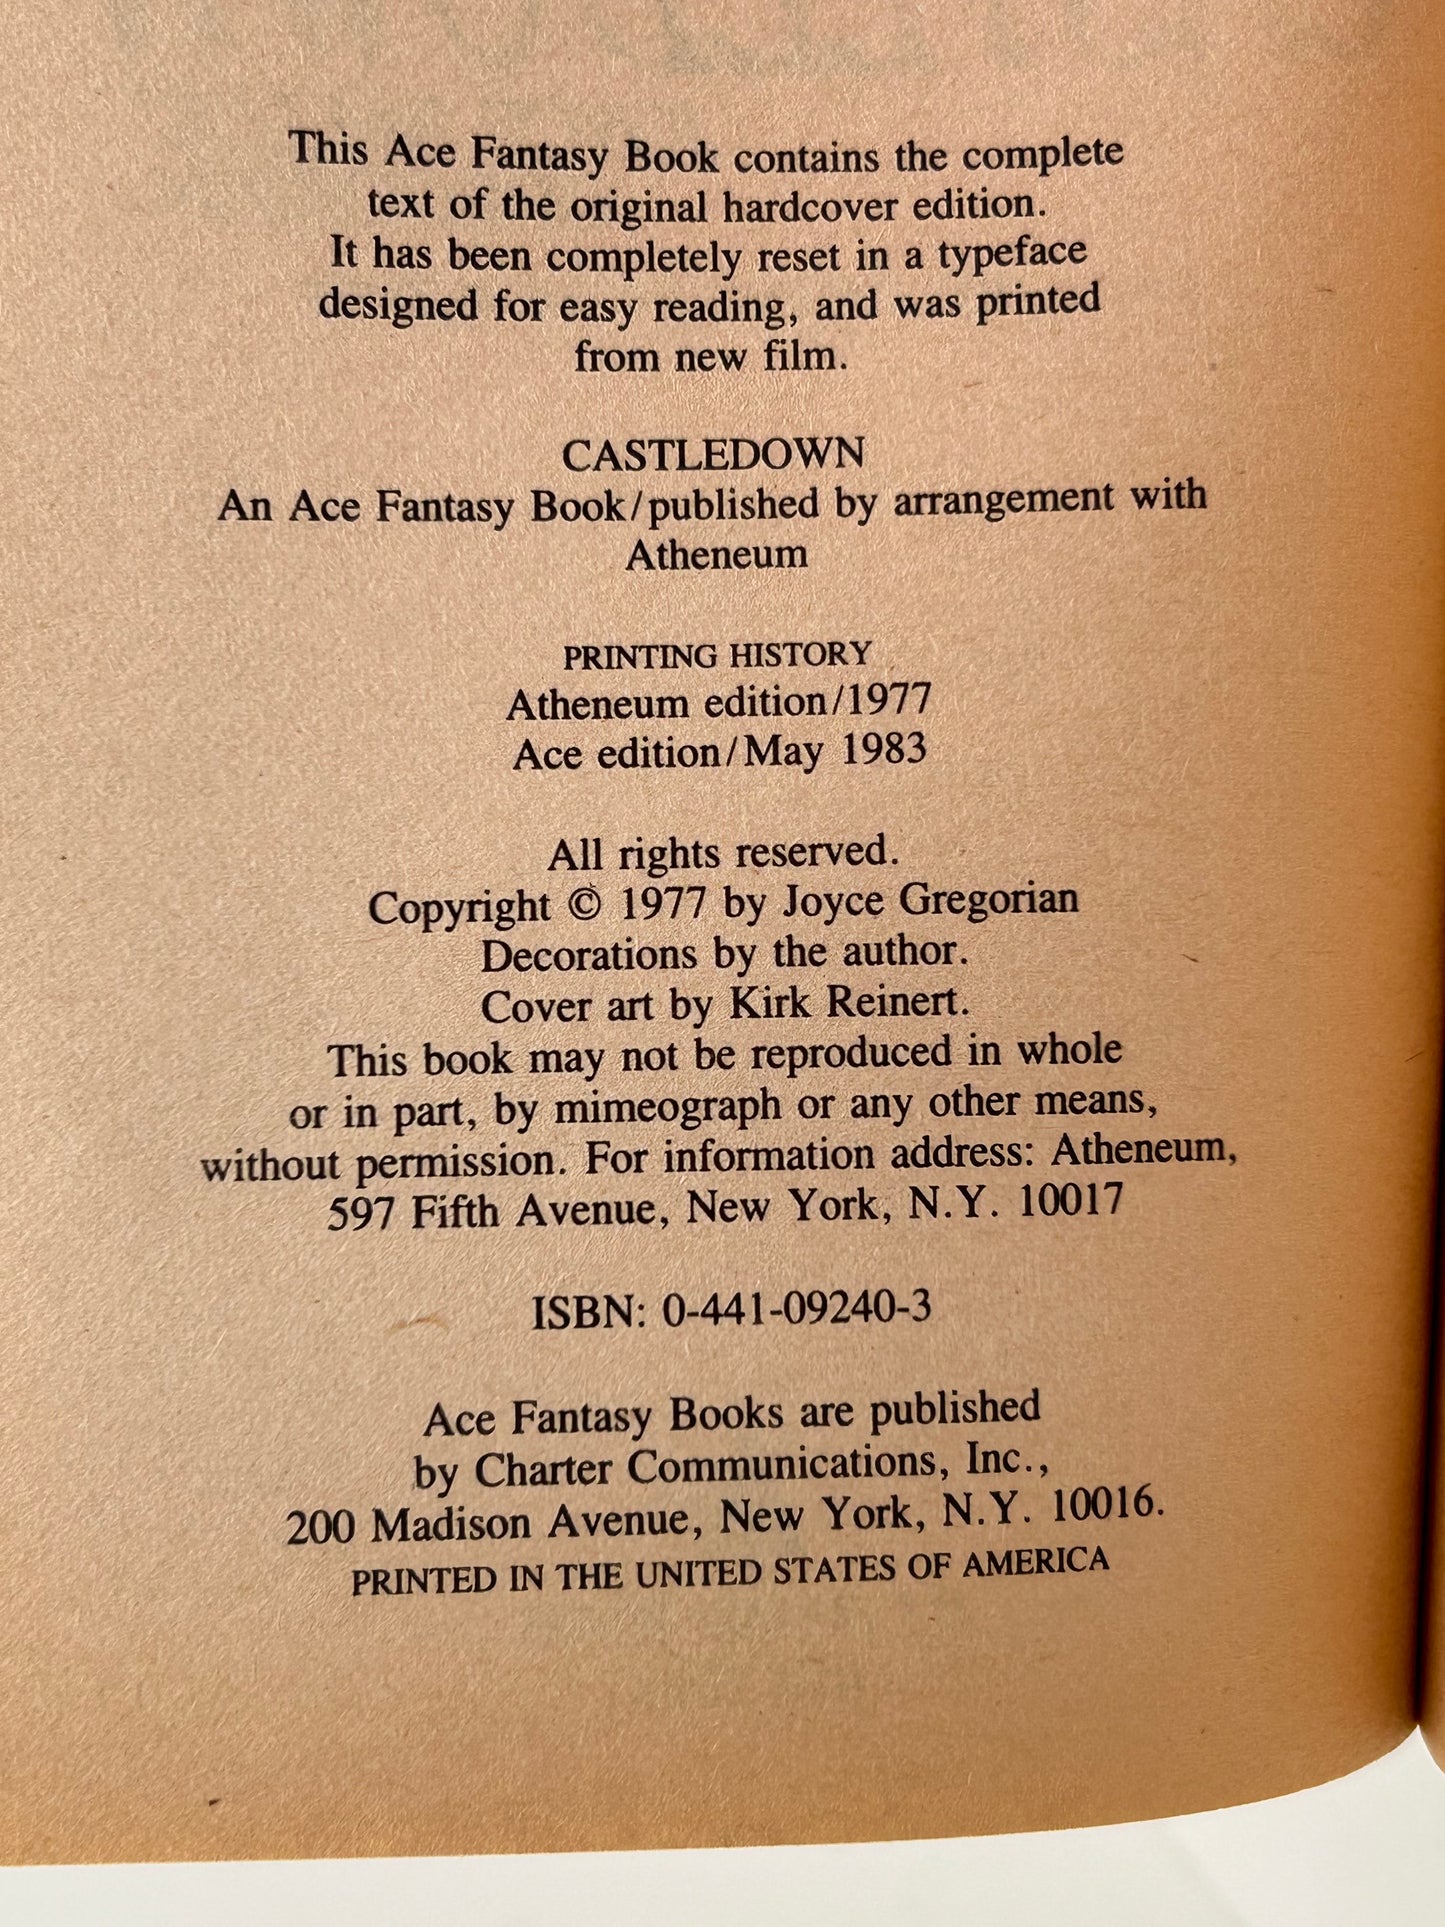 This Ace Fantasy Book contains the complete
text of the original hardcover edition.
It has been completely reset in a typeface
designed for easy reading, and was printed
from new film.
CASTLEDOWN
An Ace Fantasy Book/published by arrangement with
Atheneum
PRINTING HISTORY
Atheneum edition/1977
Ace edition/May 1983
All rights reserved.
Copyright © 1977 by Joyce Gregorian
Decorations by the author.
Cover art by Kirk Reinert.
This book may not be reproduced in whole
or in part, by mimeograph or any other means,
without permission. For information address: Atheneum,
597 Fifth Avenue, New York, N.Y. 10017
ISBN: 0-441-09240-3
Ace Fantasy Books are published
by Charter Communications, Inc.,
200 Madison Avenue, New York, N.Y. 10016.
PRINTED IN THE UNITED STATES OF AMERICA